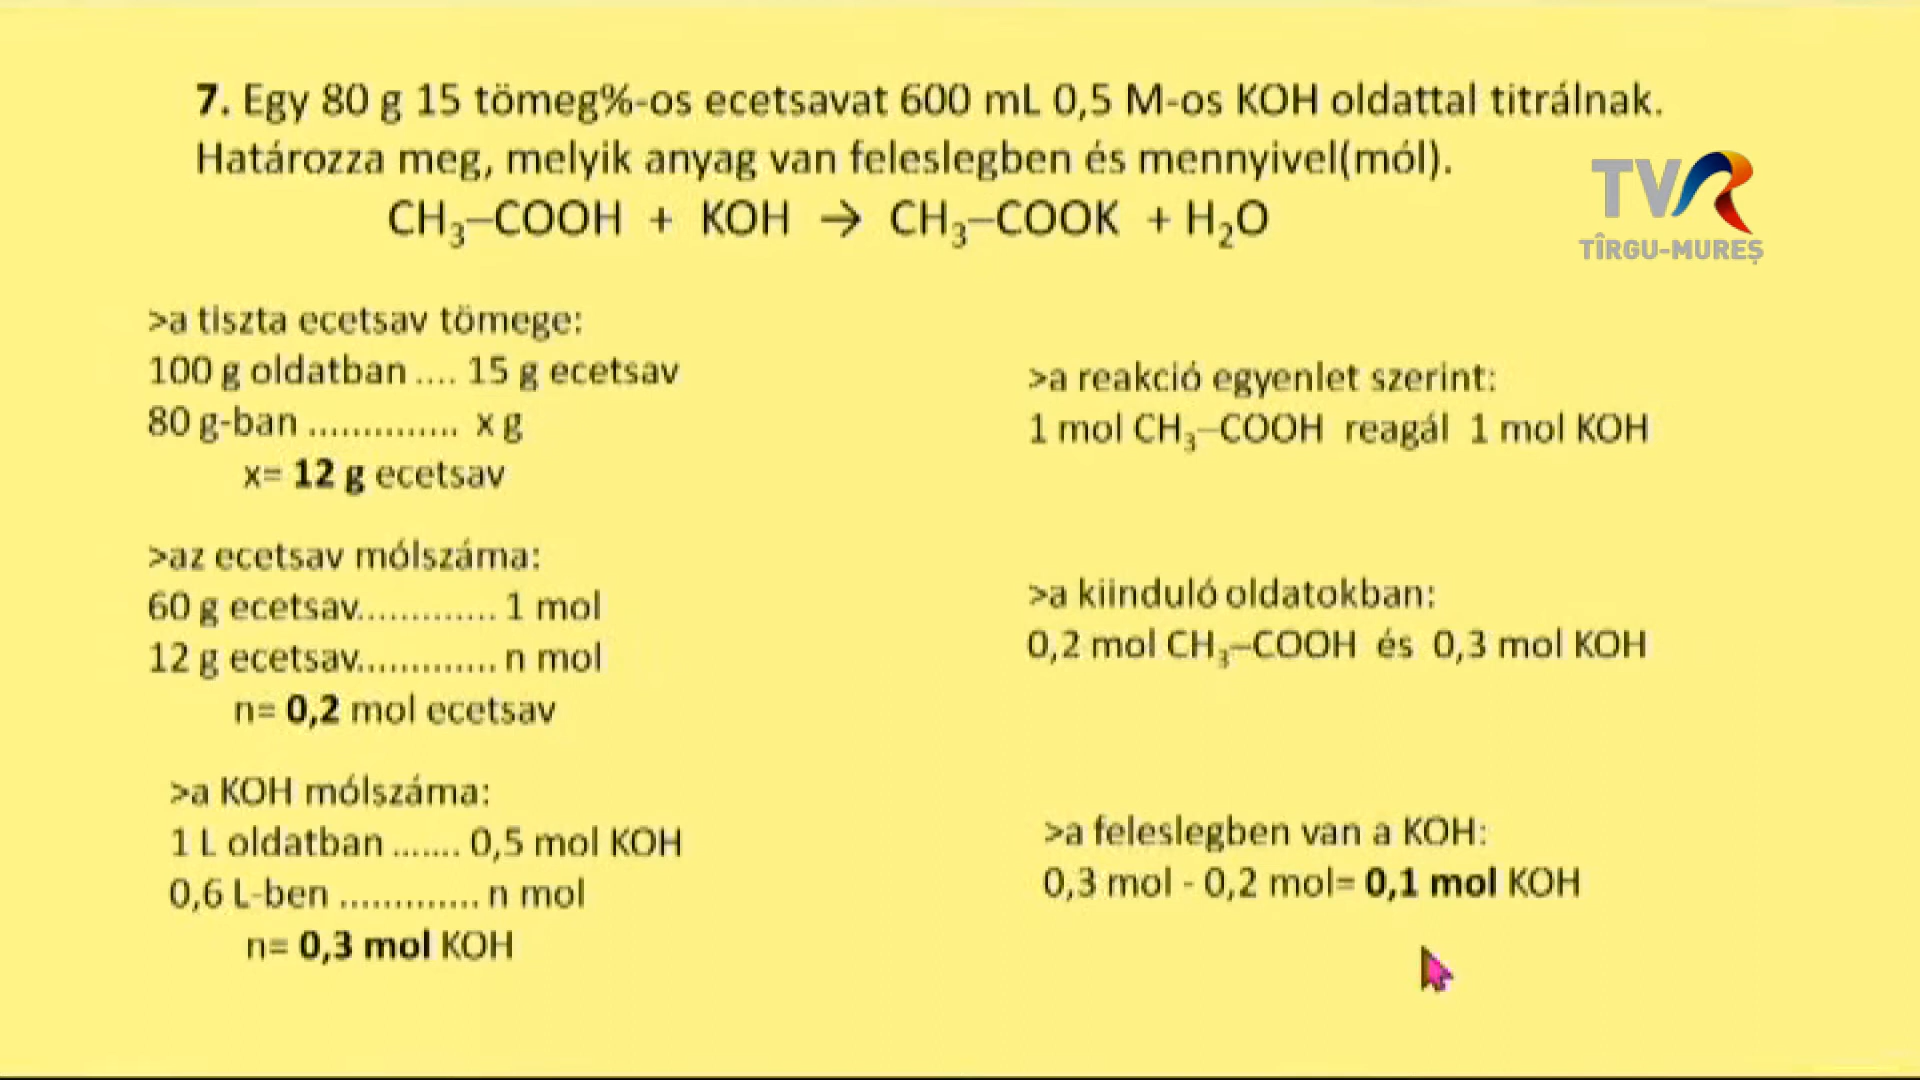 7. Egy 80 g 15 tömeg%-os ecetsavat 600 mL 0,5 M-os KOH oldattal titrálnak.
Határozza meg, melyik anyag van feleslegben és mennyivel(mól).
CH₃–COOH + KOH → CH₃–COOK + H₂O
TVR
TÎRGU-MUREȘ
>a tiszta ecetsav tömege:
100 g oldatban .... 15 g ecetsav
80 g-ban .............. x g
x= 12 g ecetsav
>az ecetsav mólszáma:
60 g ecetsav............. 1 mol
12 g ecetsav............. n mol
n= 0,2 mol ecetsav
>a KOH mólszáma:
1 L oldatban ....... 0,5 mol KOH
0,6 L-ben ............. n mol
n= 0,3 mol KOH
>a reakció egyenlet szerint:
1 mol CH₃–COOH reagál 1 mol KOH
>a kiinduló oldatokban:
0,2 mol CH₃–COOH és 0,3 mol KOH
>a feleslegben van a KOH:
0,3 mol - 0,2 mol= 0,1 mol KOH